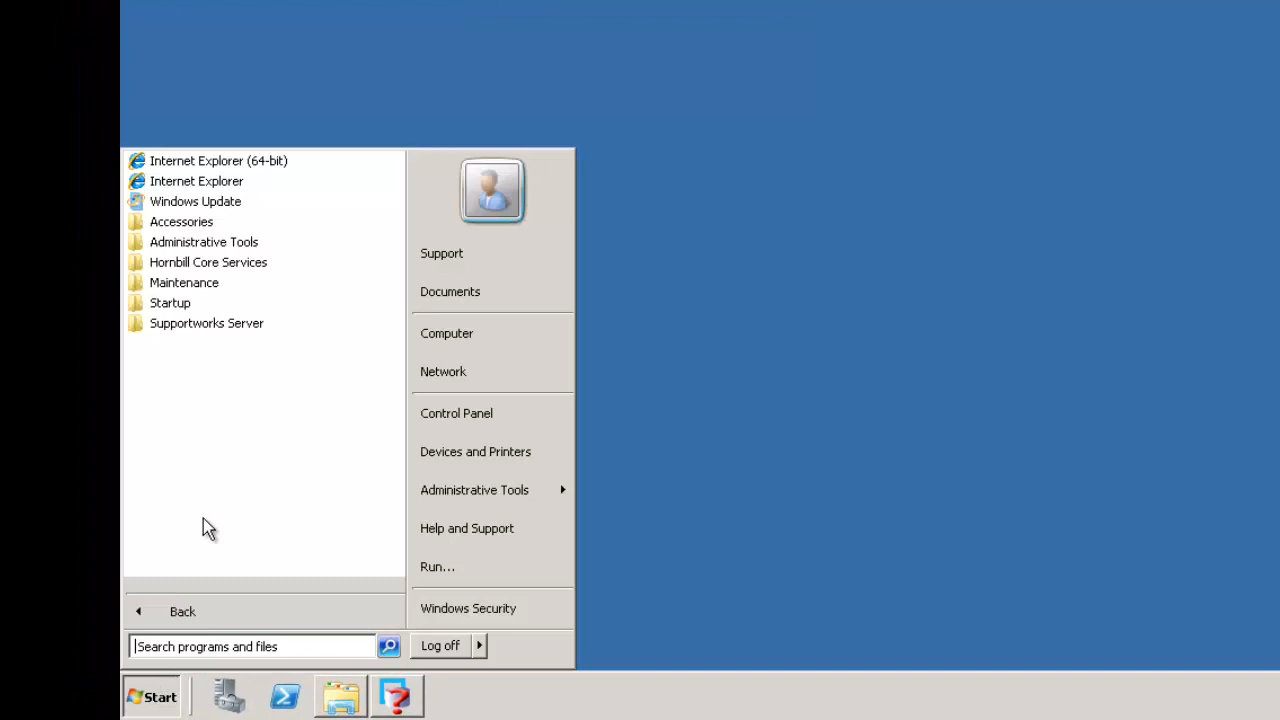 Internet Explorer (64-bit)
Internet Explorer
Windows Update
Accessories
Administrative Tools
Hornbill Core Services
Maintenance
Startup
Supportworks Server
Back
Search programs and files
Support
Documents
Computer
Network
Control Panel
Devices and Printers
Administrative Tools
Help and Support
Run...
Windows Security
Log off
Start